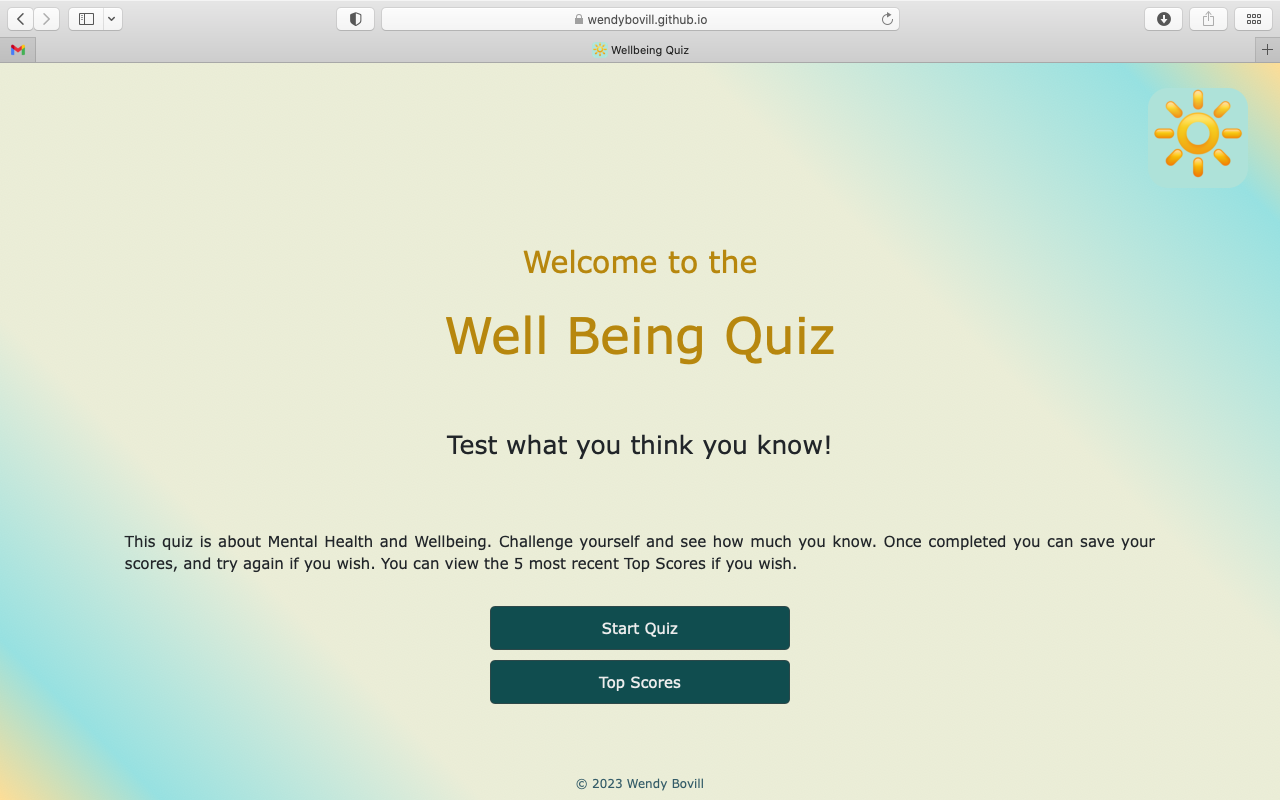 wendybovill.github.io
Wellbeing Quiz
Welcome to the
Well Being Quiz
Test what you think you know!
This quiz is about Mental Health and Wellbeing. Challenge yourself and see how much you know. Once completed you can save your
scores, and try again if you wish. You can view the 5 most recent Top Scores if you wish.
Start Quiz
Top Scores
© 2023 Wendy Bovill